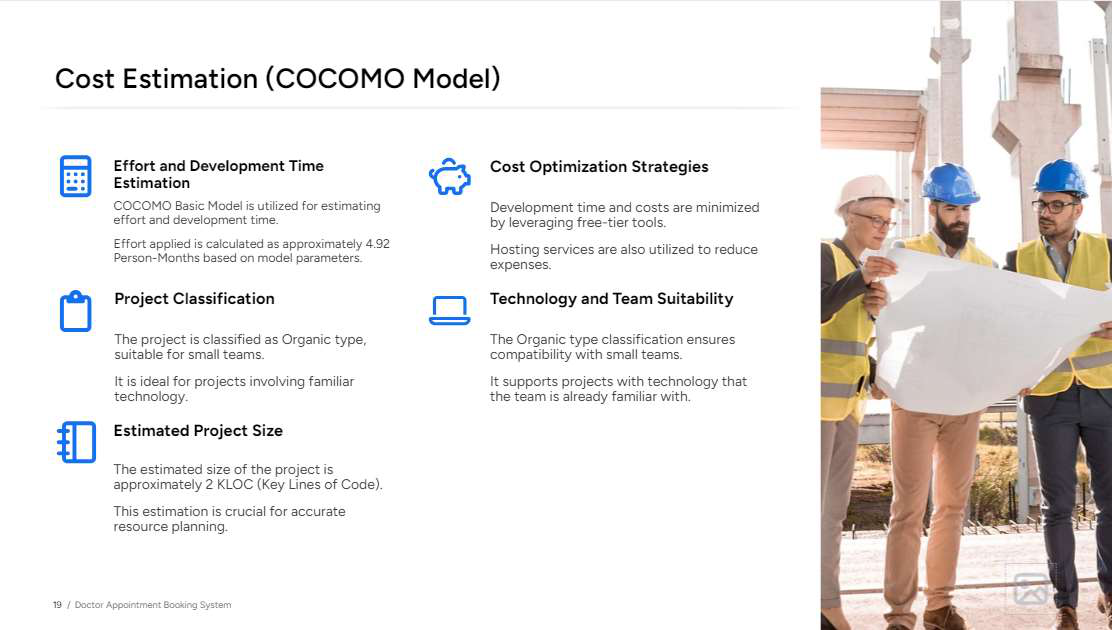 Cost Estimation (COCOMO Model)
Effort and Development Time
Estimation
COCOMO Basic Model is utilized for estimating
effort and development time.
Effort applied is calculated as approximately 4.92
Person-Months based on model parameters.
Project Classification
The project is classified as Organic type,
suitable for small teams.
It is ideal for projects involving familiar
technology.
Estimated Project Size
The estimated size of the project is
approximately 2 KLOC (Key Lines of Code).
This estimation is crucial for accurate
resource planning.
Cost Optimization Strategies
Development time and costs are minimized
by leveraging free-tier tools.
Hosting services are also utilized to reduce
expenses.
Technology and Team Suitability
The Organic type classification ensures
compatibility with small teams.
It supports projects with technology that
the team is already familiar with.
19 / Doctor Appointment Booking System